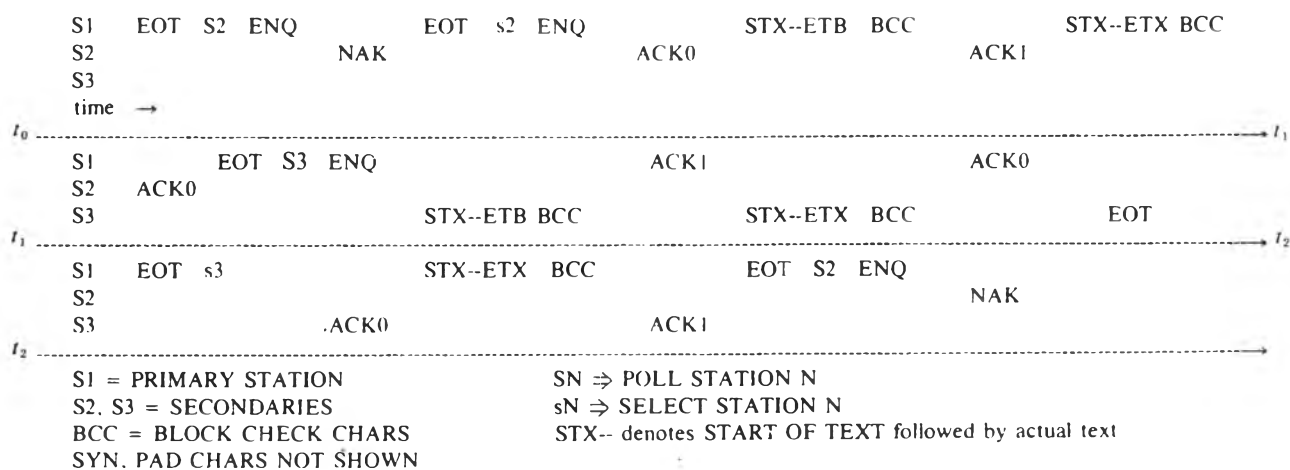 S1 EOT S2 ENQ EOT s2 ENQ STX--ETB BCC STX--ETX BCC
S2 NAK ACK0 ACK1
S3
time →
t0 t1
S1 EOT S3 ENQ ACK1 ACK0
S2 ACK0
S3 STX--ETB BCC STX--ETX BCC EOT
t1 t2
S1 EOT s3 STX--ETX BCC EOT S2 ENQ
S2 NAK
S3 .ACK0 ACK1
t2
S1 = PRIMARY STATION SN ⇒ POLL STATION N
S2, S3 = SECONDARIES sN ⇒ SELECT STATION N
BCC = BLOCK CHECK CHARS STX-- denotes START OF TEXT followed by actual text
SYN, PAD CHARS NOT SHOWN